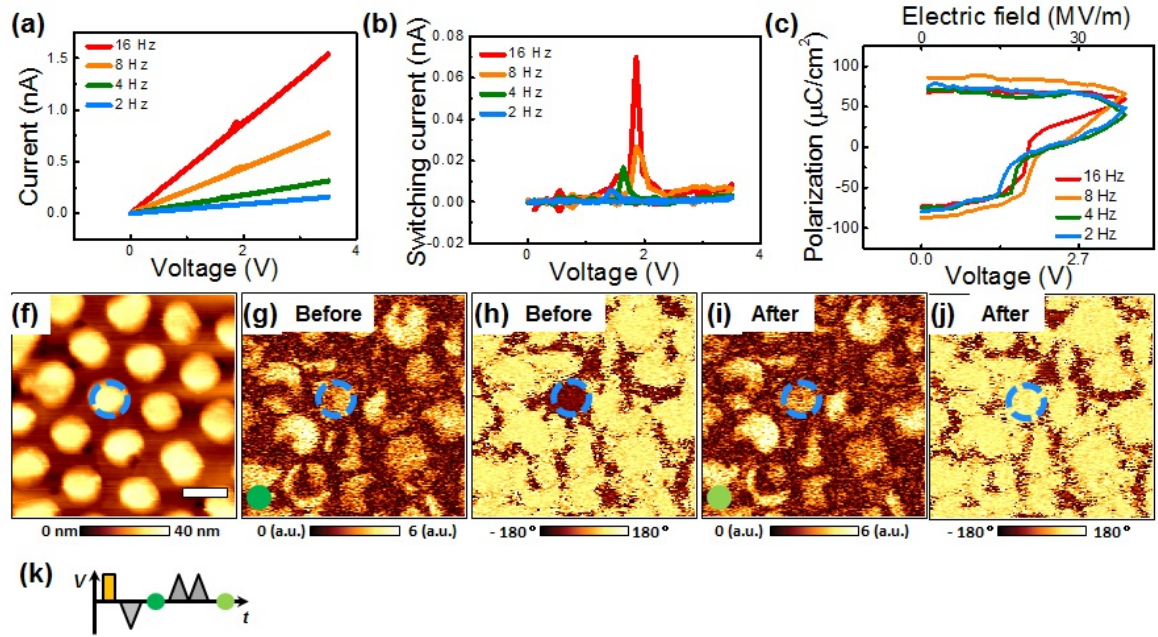 (a)
16 Hz
8 Hz
4 Hz
2 Hz
1.5
1.0
0.5
0.0
Current (nA)
0
2
4
Voltage (V)
(b)
16 Hz
8 Hz
4 Hz
2 Hz
0.08
0.06
0.04
0.02
0.00
-0.02
Switching current (nA)
0
2
4
Voltage (V)
(c)
Electric field (MV/m)
0
30
100
50
0
-50
-100
Polarization (μC/cm²)
16 Hz
8 Hz
4 Hz
2 Hz
0.0
2.7
Voltage (V)
(f)
0 nm
40 nm
(g) Before
0 (a.u.)
6 (a.u.)
(h) Before
- 180°
180°
(i) After
0 (a.u.)
6 (a.u.)
(j) After
- 180°
180°
(k)
V
t